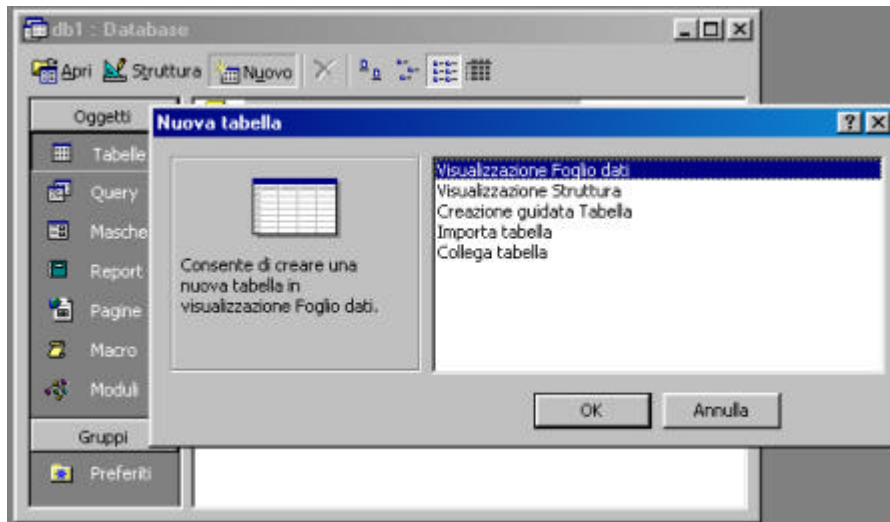 db1 : Database
Apri Struttura Nuovo
Oggetti
Tabelle
Query
Masche
Report
Pagine
Macro
Moduli
Gruppi
Preferiti
Nuova tabella
Consente di creare una
nuova tabella in
visualizzazione Foglio dati.
Visualizzazione Foglio dati
Visualizzazione Struttura
Creazione guidata Tabella
Importa tabella
Collega tabella
OK Annulla